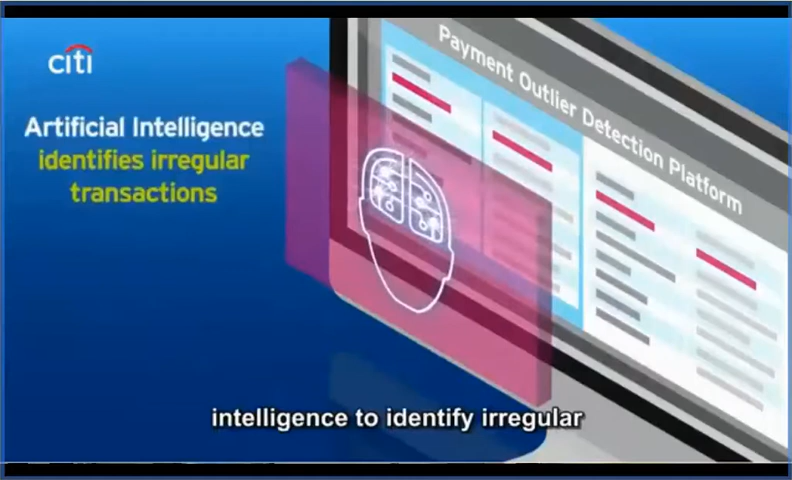 citi
Payment Outlier Detection Platform
Artificial Intelligence
identifies irregular
transactions
intelligence to identify irregular